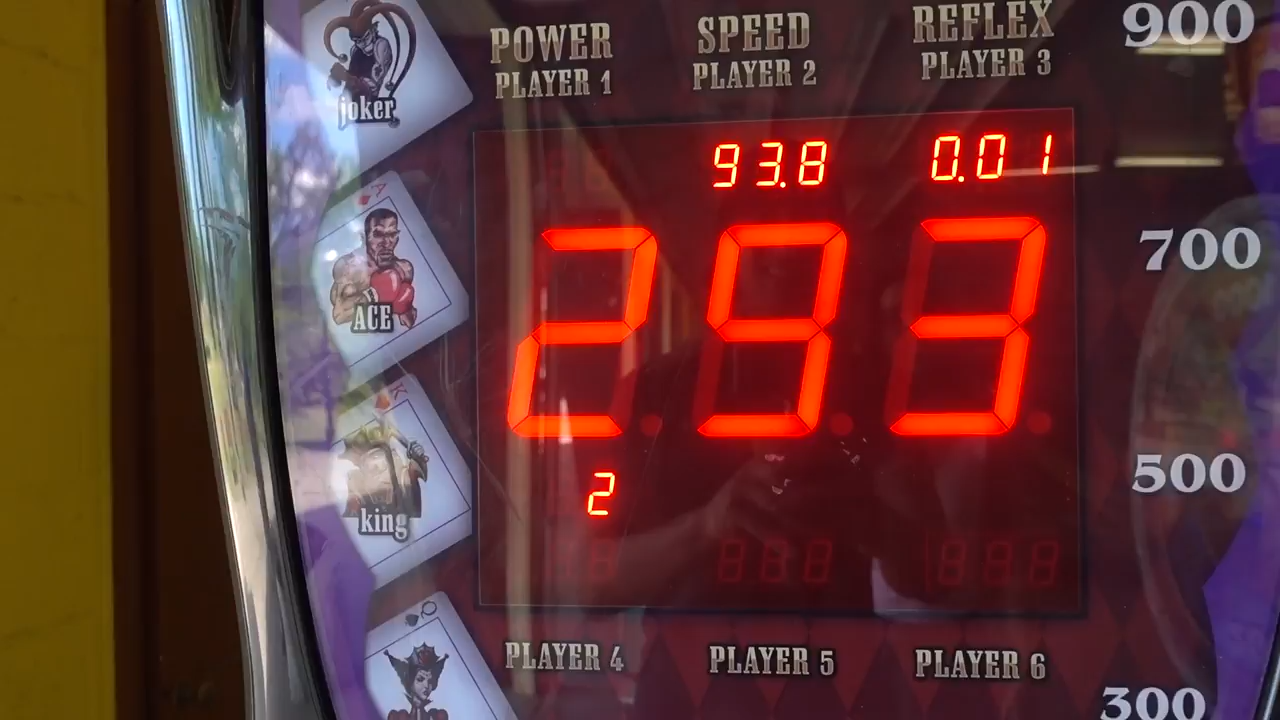 POWER
PLAYER 1
SPEED
PLAYER 2
REFLEX
PLAYER 3
900
joker
93.8
0.01
A
293
700
ACE
K
2
500
king
Q
PLAYER 4
PLAYER 5
PLAYER 6
300